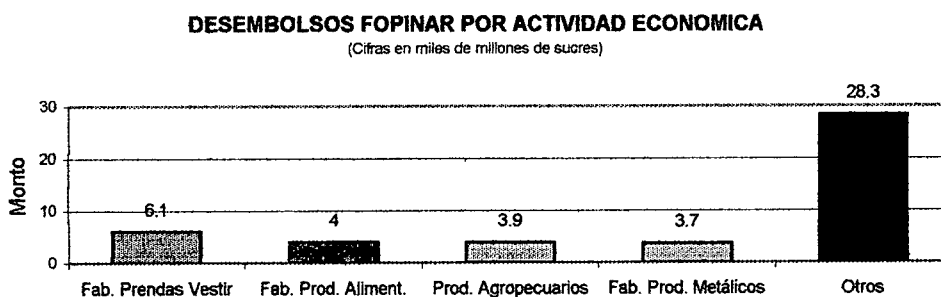 DESEMBOLSOS FOPINAR POR ACTIVIDAD ECONOMICA
(Cifras en miles de millones de sucres)
28.3
30
20
Monto
10
6.1
4
3.9
3.7
0
Fab. Prendas Vestir Fab. Prod. Aliment. Prod. Agropecuarios Fab. Prod. Metálicos Otros